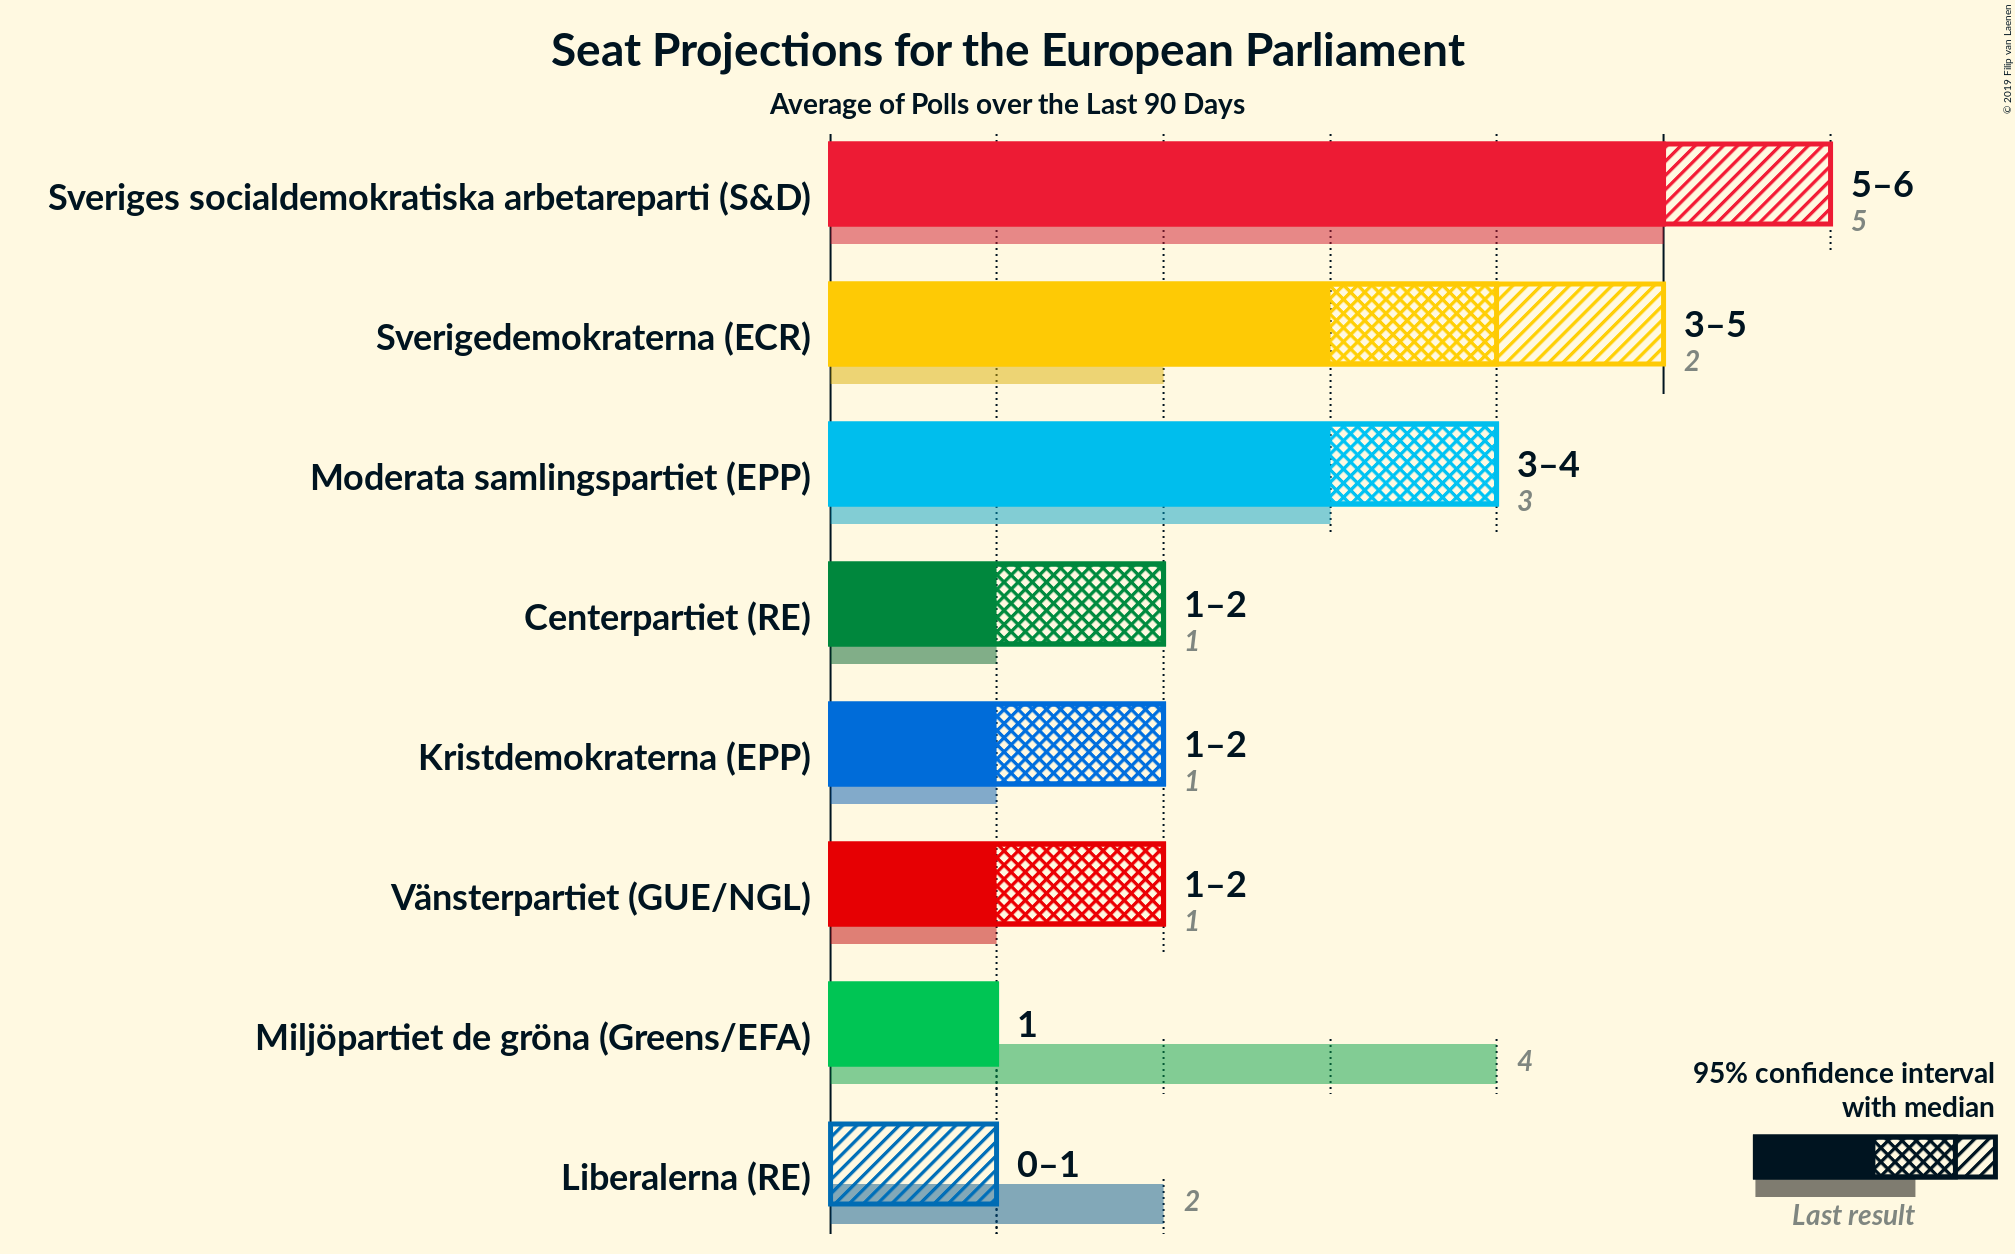 Seat Projections for the European Parliament
Average of Polls over the Last 90 Days
© 2019 Filip van Laenen
Sveriges socialdemokratiska arbetareparti (S&D)
5–6
5
Sverigedemokraterna (ECR)
3–5
2
Moderata samlingspartiet (EPP)
3–4
3
Centerpartiet (RE)
1–2
1
Kristdemokraterna (EPP)
1–2
1
Vänsterpartiet (GUE/NGL)
1–2
1
Miljöpartiet de gröna (Greens/EFA)
1
4
Liberalerna (RE)
0–1
2
95% confidence interval
with median
Last result